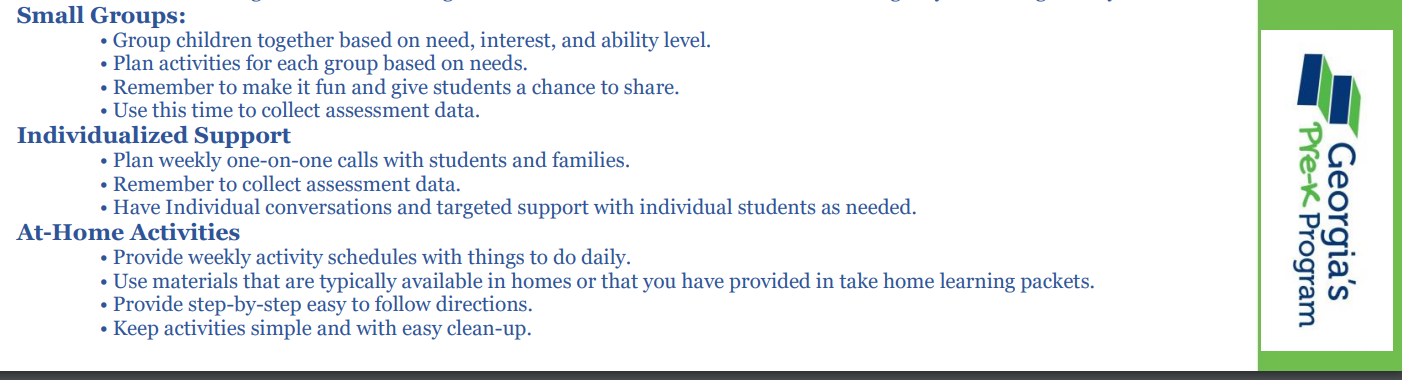 Small Groups:
• Group children together based on need, interest, and ability level.
• Plan activities for each group based on needs.
• Remember to make it fun and give students a chance to share.
• Use this time to collect assessment data.
Individualized Support
• Plan weekly one-on-one calls with students and families.
• Remember to collect assessment data.
• Have Individual conversations and targeted support with individual students as needed.
At-Home Activities
• Provide weekly activity schedules with things to do daily.
• Use materials that are typically available in homes or that you have provided in take home learning packets.
• Provide step-by-step easy to follow directions.
• Keep activities simple and with easy clean-up.
Georgia's
Pre-K Program